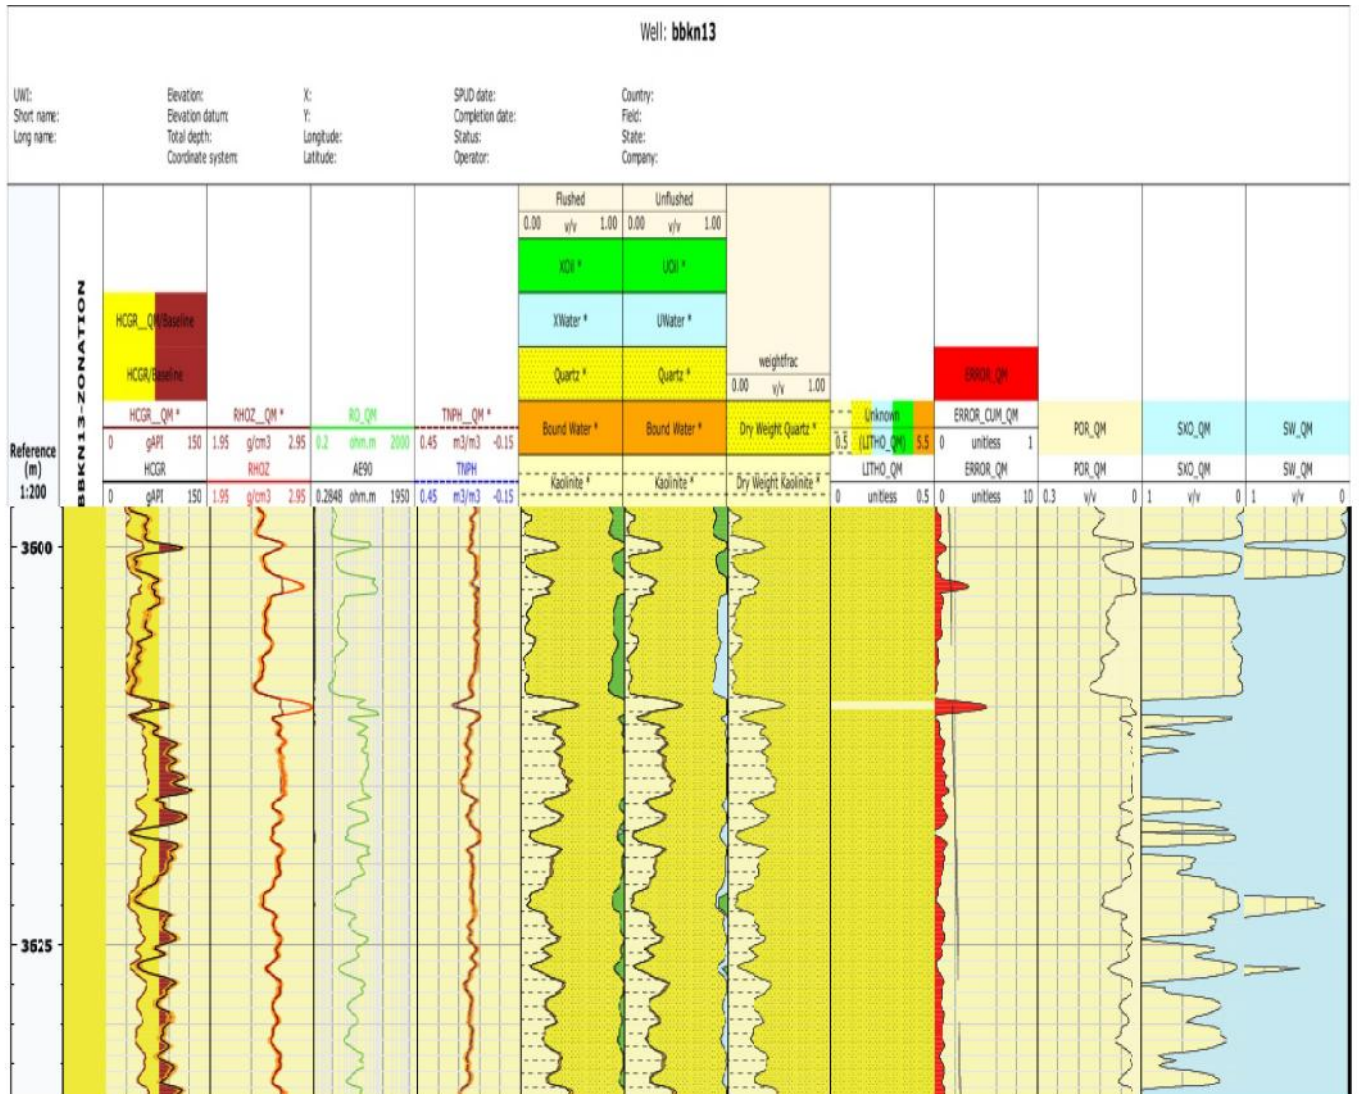 Well: bbkn13
UWI: Elevation: X: SPUD date: Country:
Short name: Elevation datum: Y: Completion date: Field:
Long name: Total depth: Longitude: Status: State:
Coordinate system: Latitude: Operator: Company:
Flushed Unflushed
0.00 v/v 1.00 0.00 v/v 1.00
XOil * UOil *
HCGR__QM/Baseline XWater * UWater *
HCGR/Baseline Quartz * Quartz * weightfrac ERROR_QM
0.00 v/v 1.00
BBKN13-ZONATION
HCGR__QM * RHOZ__QM * RO_QM TNPH__QM * Bound Water * Bound Water * Dry Weight Quartz * Unknown ERROR_CUM_QM POR_QM SXO_QM SW_QM
0 gAPI 150 1.95 g/cm3 2.95 0.2 ohm.m 2000 0.45 m3/m3 -0.15 0.5 (LITHO_QM) 5.5 0 unitless 1
Reference
(m)
1:200
HCGR RHOZ AE90 TNPH Kaolinite * Kaolinite * Dry Weight Kaolinite * LITHO_QM ERROR_QM POR_QM SXO_QM SW_QM
0 gAPI 150 1.95 g/cm3 2.95 0.2848 ohm.m 1950 0.45 m3/m3 -0.15 0 unitless 0.5 0 unitless 10 0.3 v/v 0 1 v/v 0 1 v/v 0
3600
3625